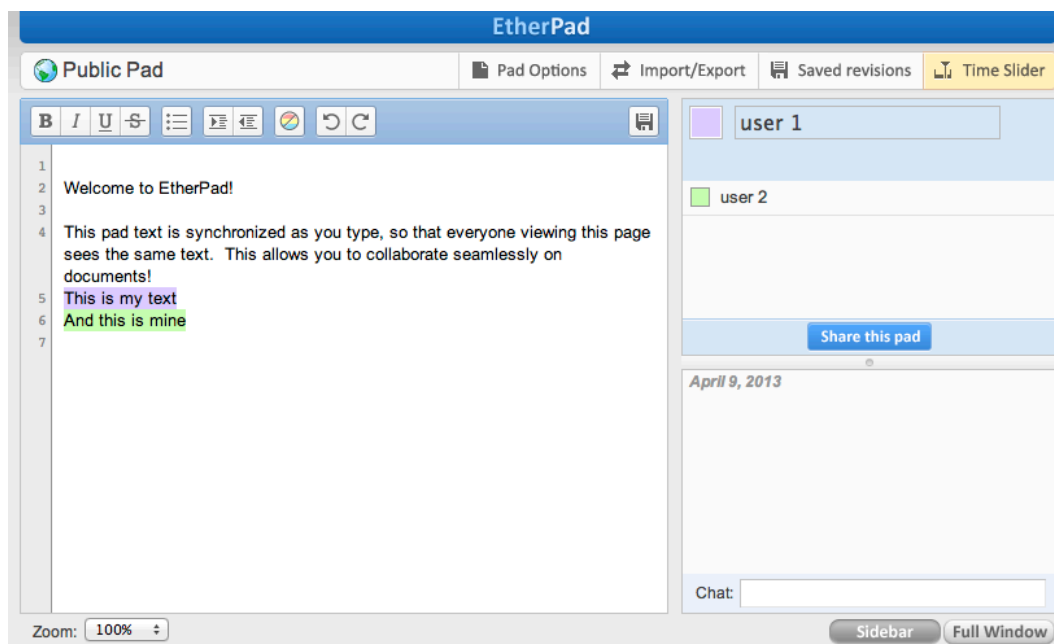 EtherPad
Public Pad
Pad Options
Import/Export
Saved revisions
Time Slider
B I U S
user 1
1
2 Welcome to EtherPad!
3
4 This pad text is synchronized as you type, so that everyone viewing this page
sees the same text.  This allows you to collaborate seamlessly on
documents!
5 This is my text
6 And this is mine
7
user 2
Share this pad
April 9, 2013
Chat:
Zoom: 100%
Sidebar
Full Window